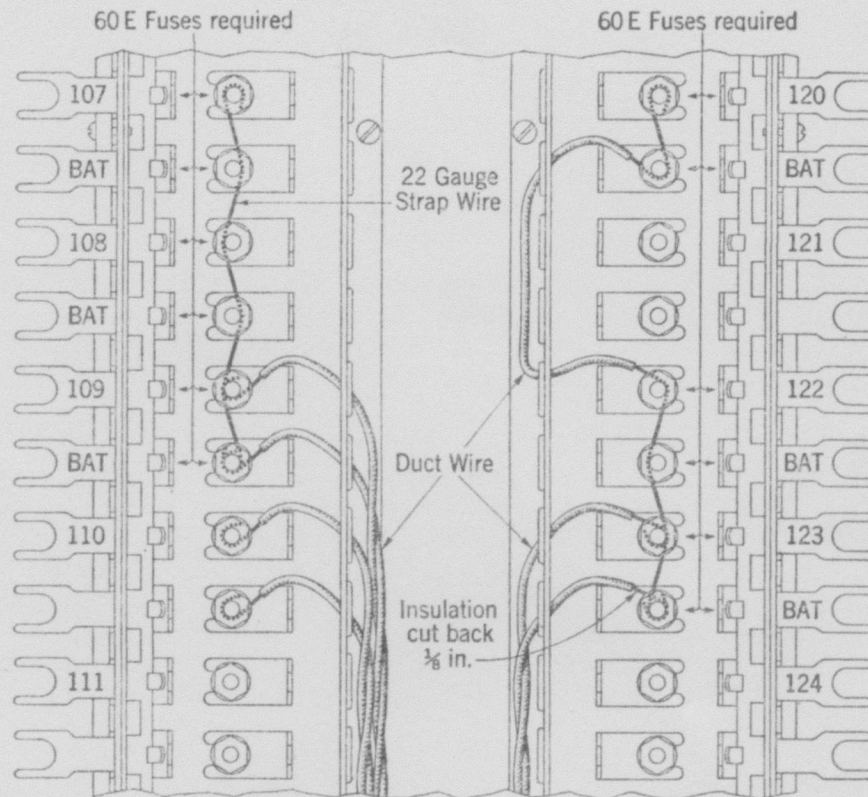 60 E Fuses required
60 E Fuses required
107
120
BAT
BAT
22 Gauge
Strap Wire
108
121
BAT
109
122
BAT
Duct Wire
BAT
110
123
Insulation
cut back
⅛ in.
BAT
111
124